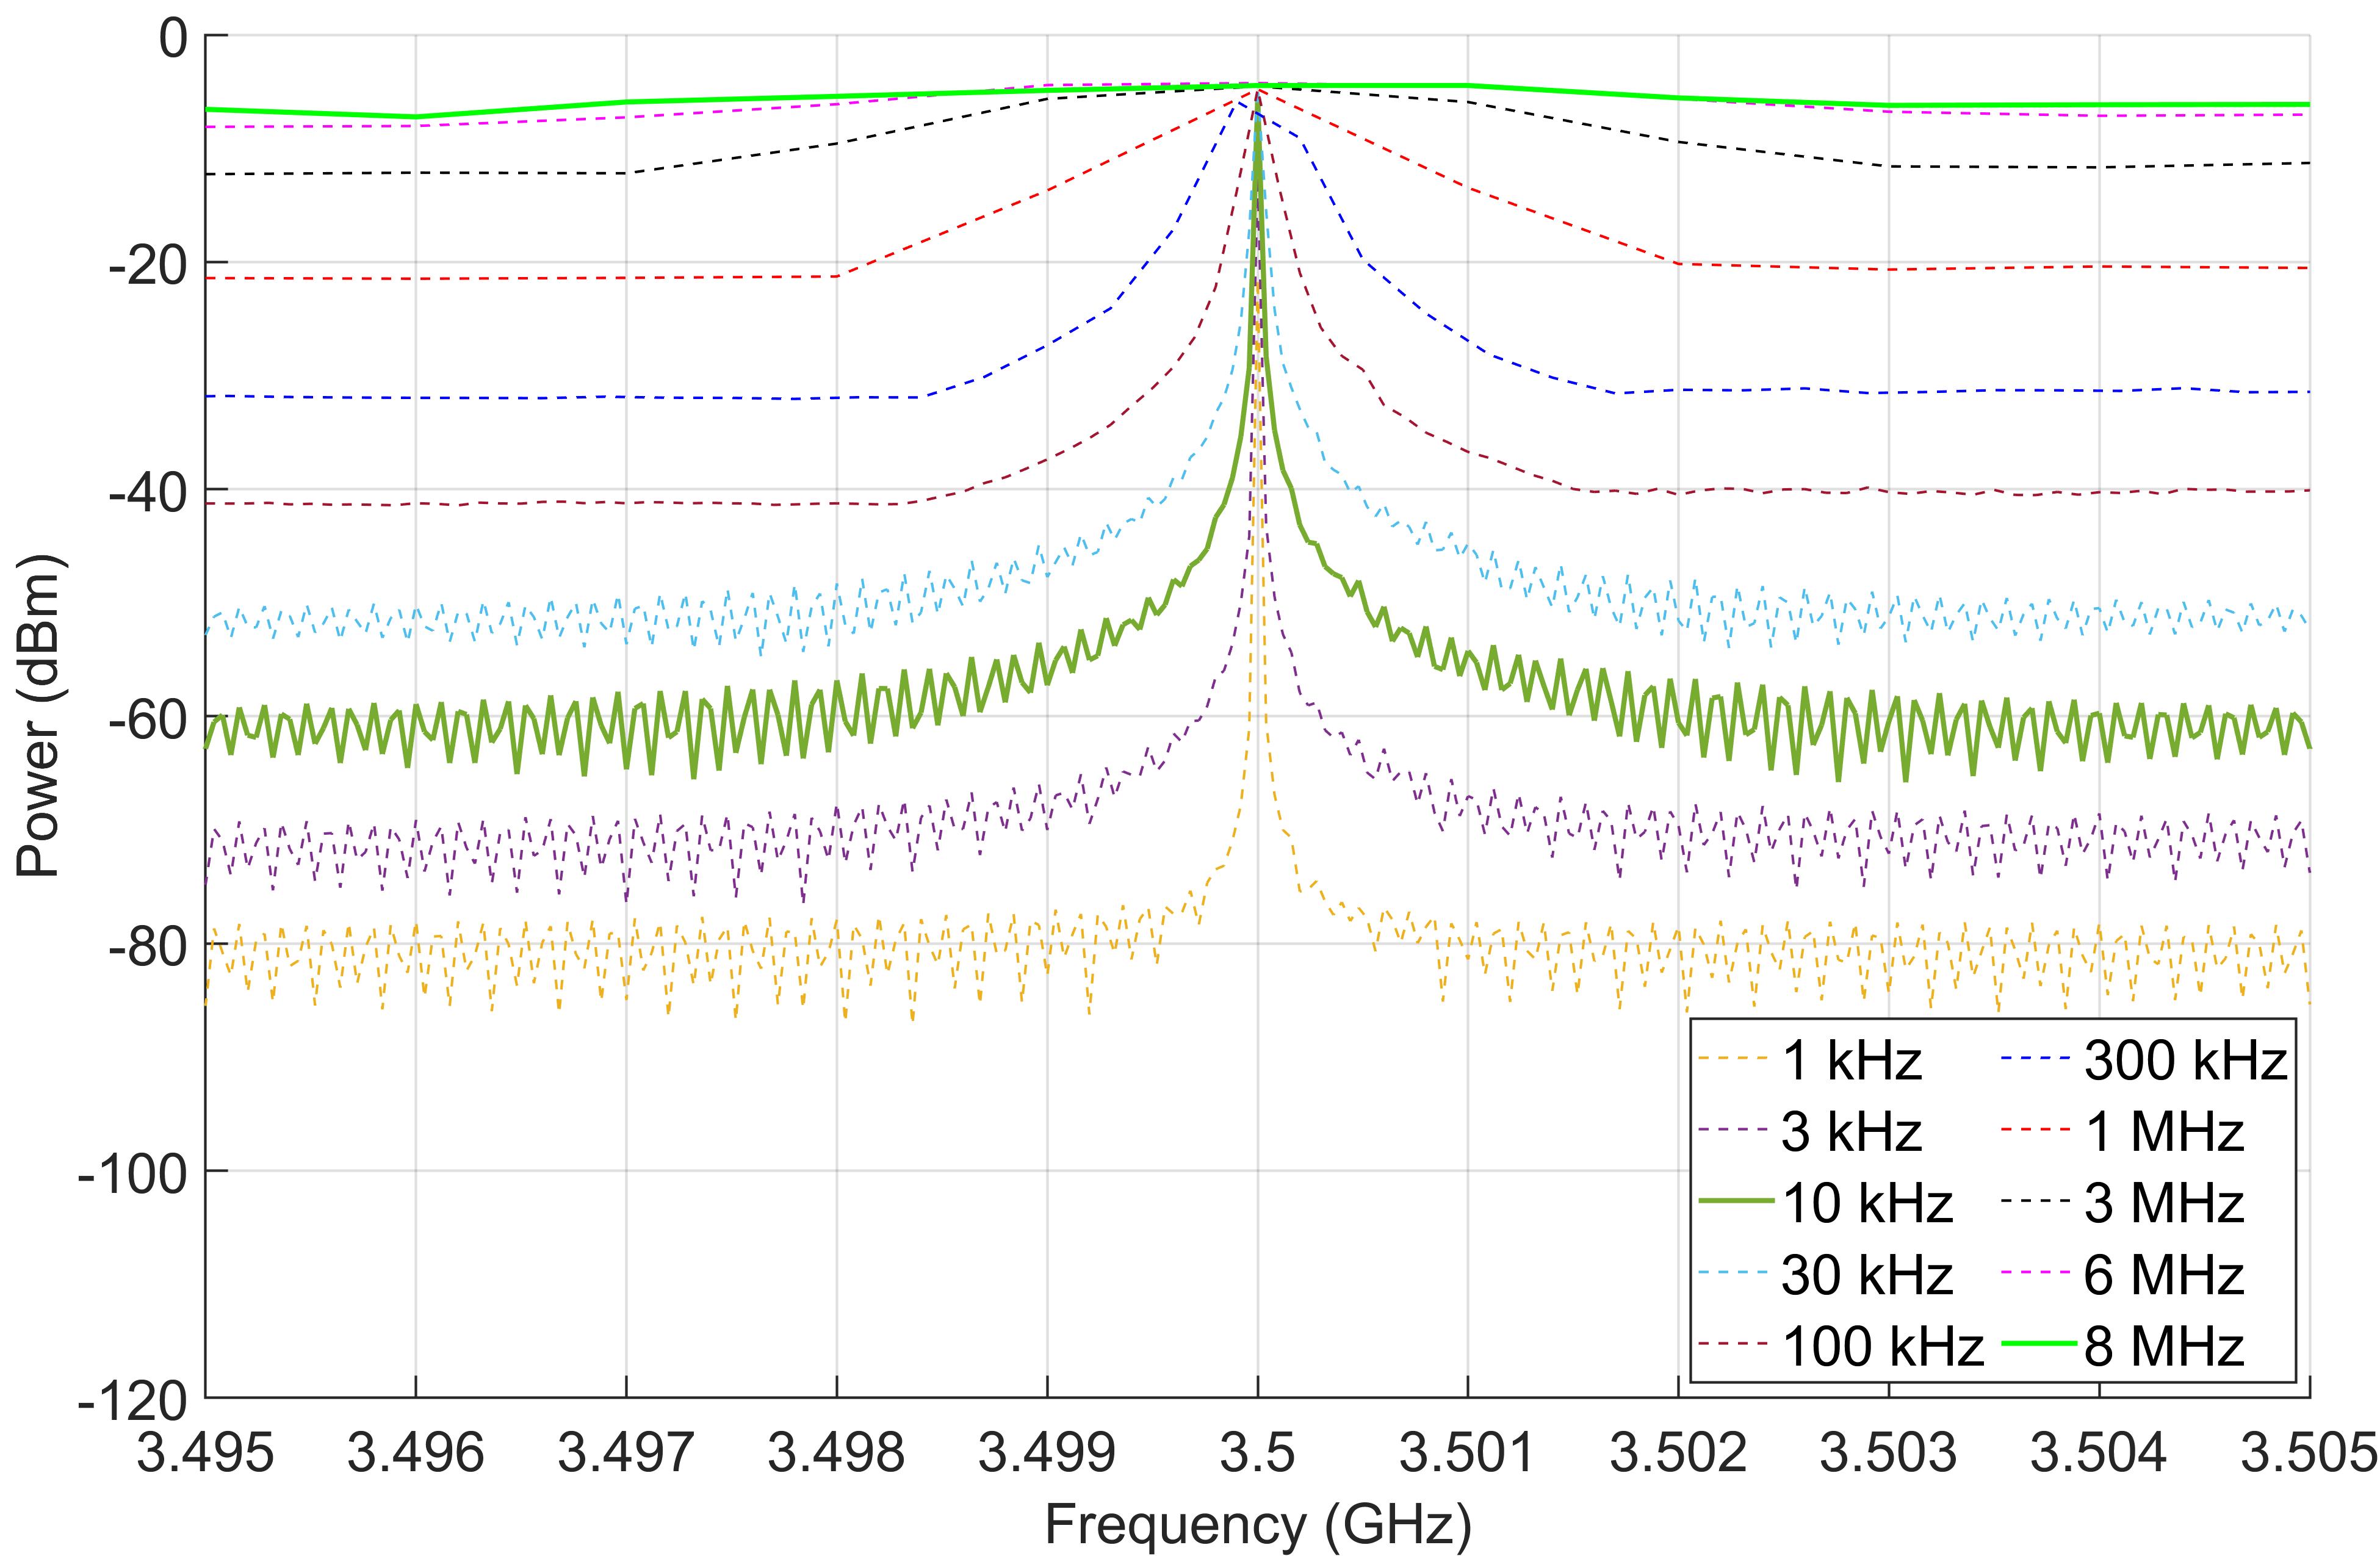 0
-20
-40
-60
-80
-100
-120
Power (dBm)
1 kHz
3 kHz
10 kHz
30 kHz
100 kHz
300 kHz
1 MHz
3 MHz
6 MHz
8 MHz
3.495 3.496 3.497 3.498 3.499 3.5 3.501 3.502 3.503 3.504 3.505
Frequency (GHz)